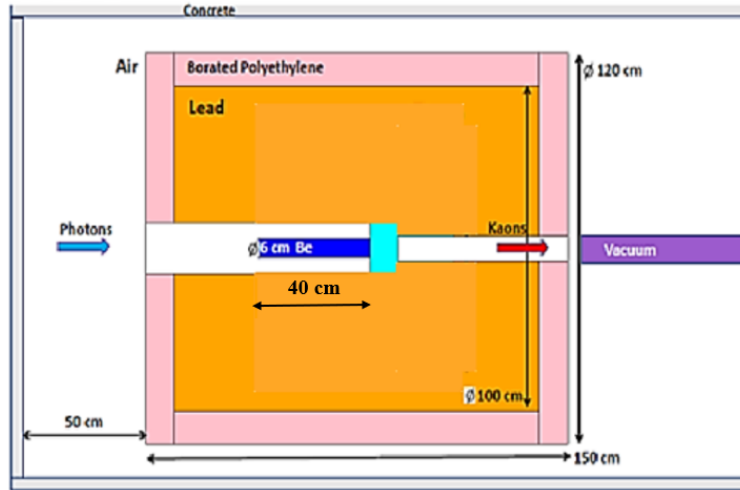 Concrete
Air
Borated Polyethylene
Ø 120 cm
Lead
Photons
Kaons
Ø6 cm Be
Vacuum
40 cm
Ø 100 cm
50 cm
150 cm